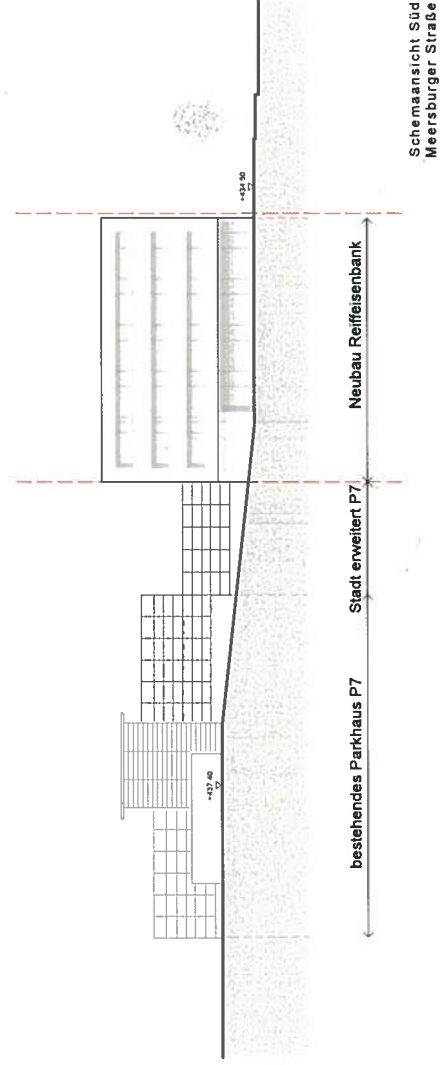 +437 40
+434 50
bestehendes Parkhaus P7
Stadt erweitert P7
Neubau Reiffeisenbank
Schemaansicht Süd
Meersburger Straße